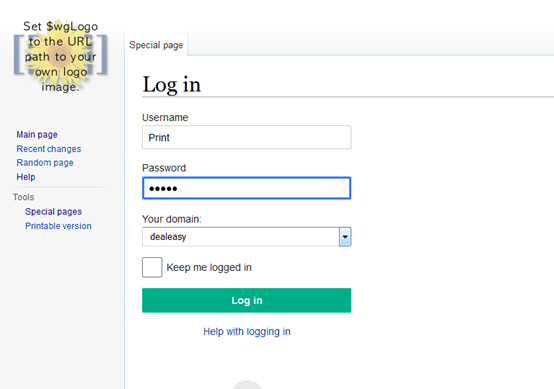 Set $wgLogo
to the URL
path to your
own logo
image.
Main page
Recent changes
Random page
Help
Tools
Special pages
Printable version
Special page
Log in
Username
Print
Password
•••••
Your domain:
dealeasy
Keep me logged in
Log in
Help with logging in